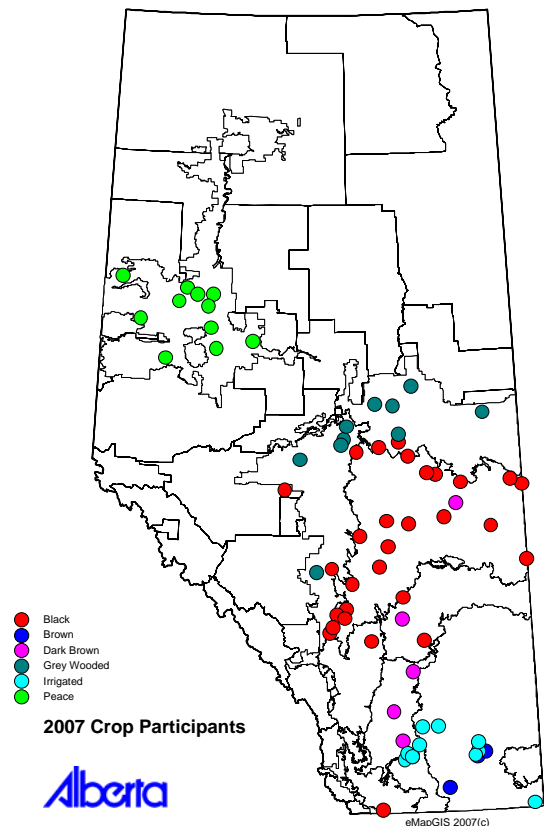 Black
Brown
Dark Brown
Grey Wooded
Irrigated
Peace
2007 Crop Participants
Alberta
eMapGIS 2007(c)